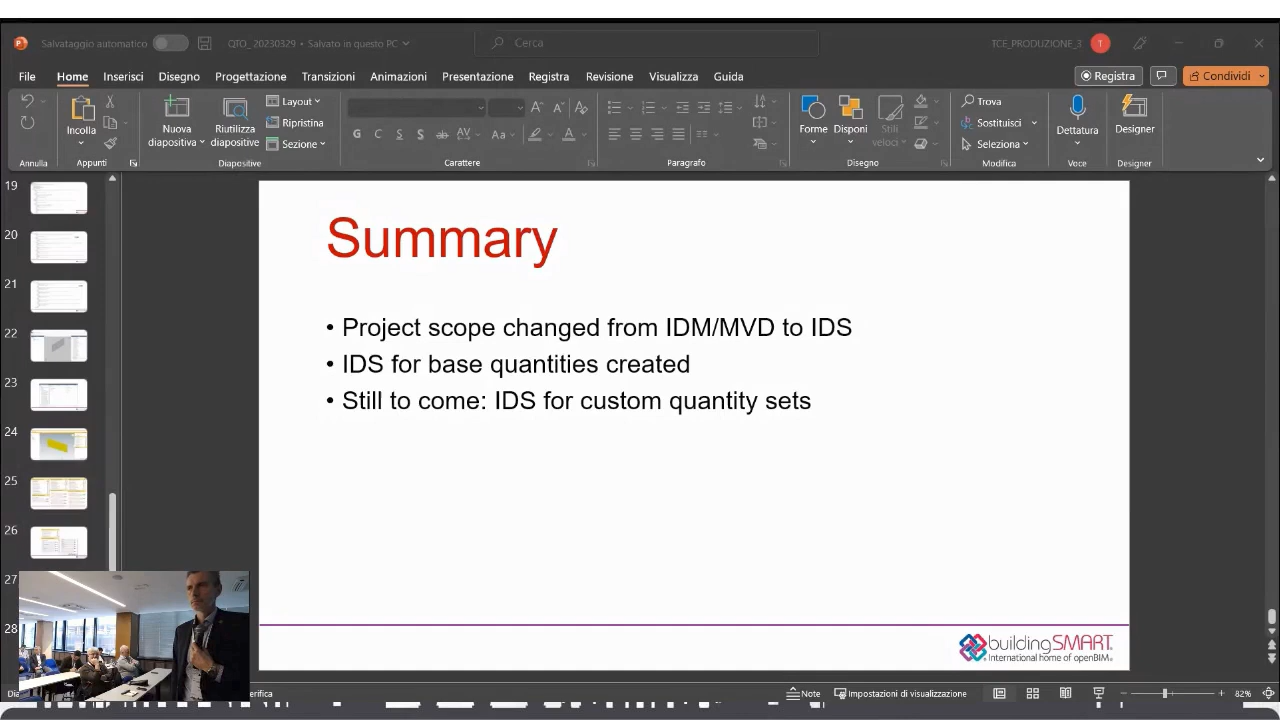 Salvataggio automatico
QTO_20230329 • Salvato in questo PC
Cerca
TCE_PRODUZIONE_3
T
File Home Inserisci Disegno Progettazione Transizioni Animazioni Presentazione Registra Revisione Visualizza Guida
Registra
Condividi
Incolla
Nuova diapositiva
Riutilizza diapositive
Layout
Ripristina
Sezione
G C S S ab AV Aa A
Forme
Disponi
Stili veloci
Trova
Sostituisci
Seleziona
Dettatura
Designer
Annulla Appunti Diapositive Carattere Paragrafo Disegno Modifica Voce Designer
19
20
21
22
23
24
25
26
27
28
Summary
• Project scope changed from IDM/MVD to IDS
• IDS for base quantities created
• Still to come: IDS for custom quantity sets
buildingSMART
International home of openBIM
Note
Impostazioni di visualizzazione
82%